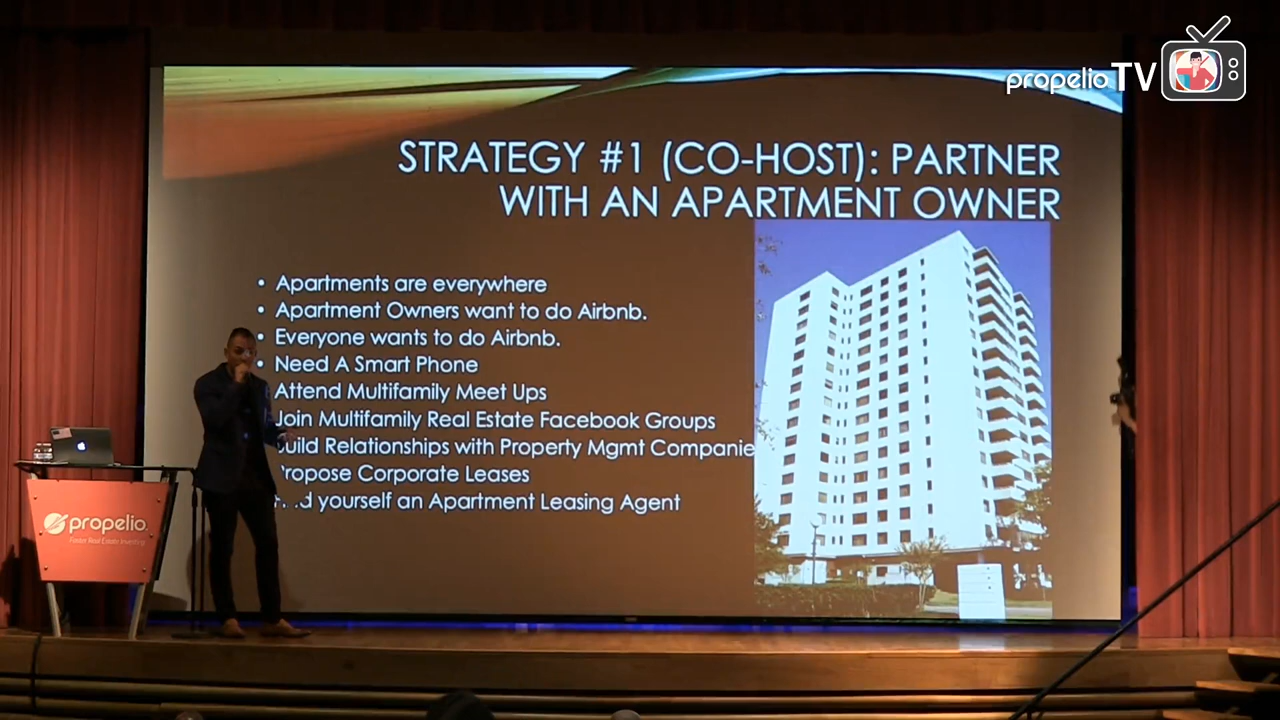 propelio TV
STRATEGY #1 (CO-HOST): PARTNER
WITH AN APARTMENT OWNER
• Apartments are everywhere
• Apartment Owners want to do Airbnb.
• Everyone wants to do Airbnb.
• Need A Smart Phone
Attend Multifamily Meet Ups
Join Multifamily Real Estate Facebook Groups
uild Relationships with Property Mgmt Companie
ropose Corporate Leases
yourself an Apartment Leasing Agent
propelio.
Faster Real Estate Investing